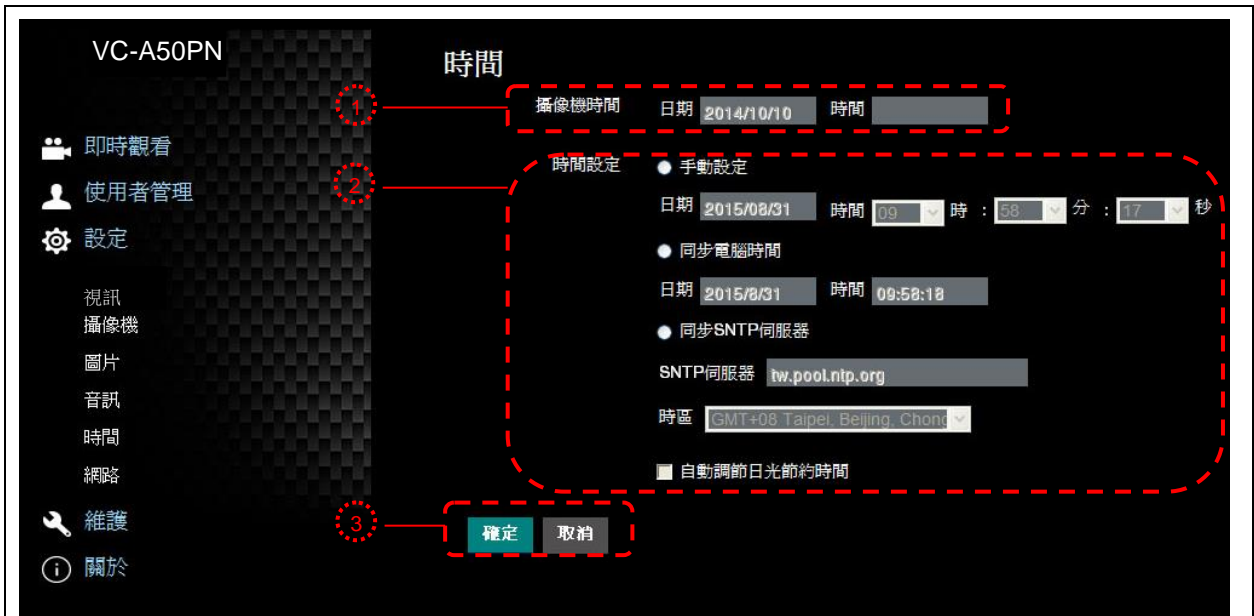 VC-A50PN
即時觀看
使用者管理
設定
視訊
攝像機
圖片
音訊
時間
網路
維護
關於
時間
1
攝像機時間 日期 2014/10/10 時間
2
時間設定 手動設定
日期 2015/08/31 時間 09 時 : 58 分 : 17 秒
同步電腦時間
日期 2015/8/31 時間 09:58:18
同步SNTP伺服器
SNTP伺服器 tw.pool.ntp.org
時區 GMT+08 Taipei, Beijing, Chong
自動調節日光節約時間
3
確定 取消